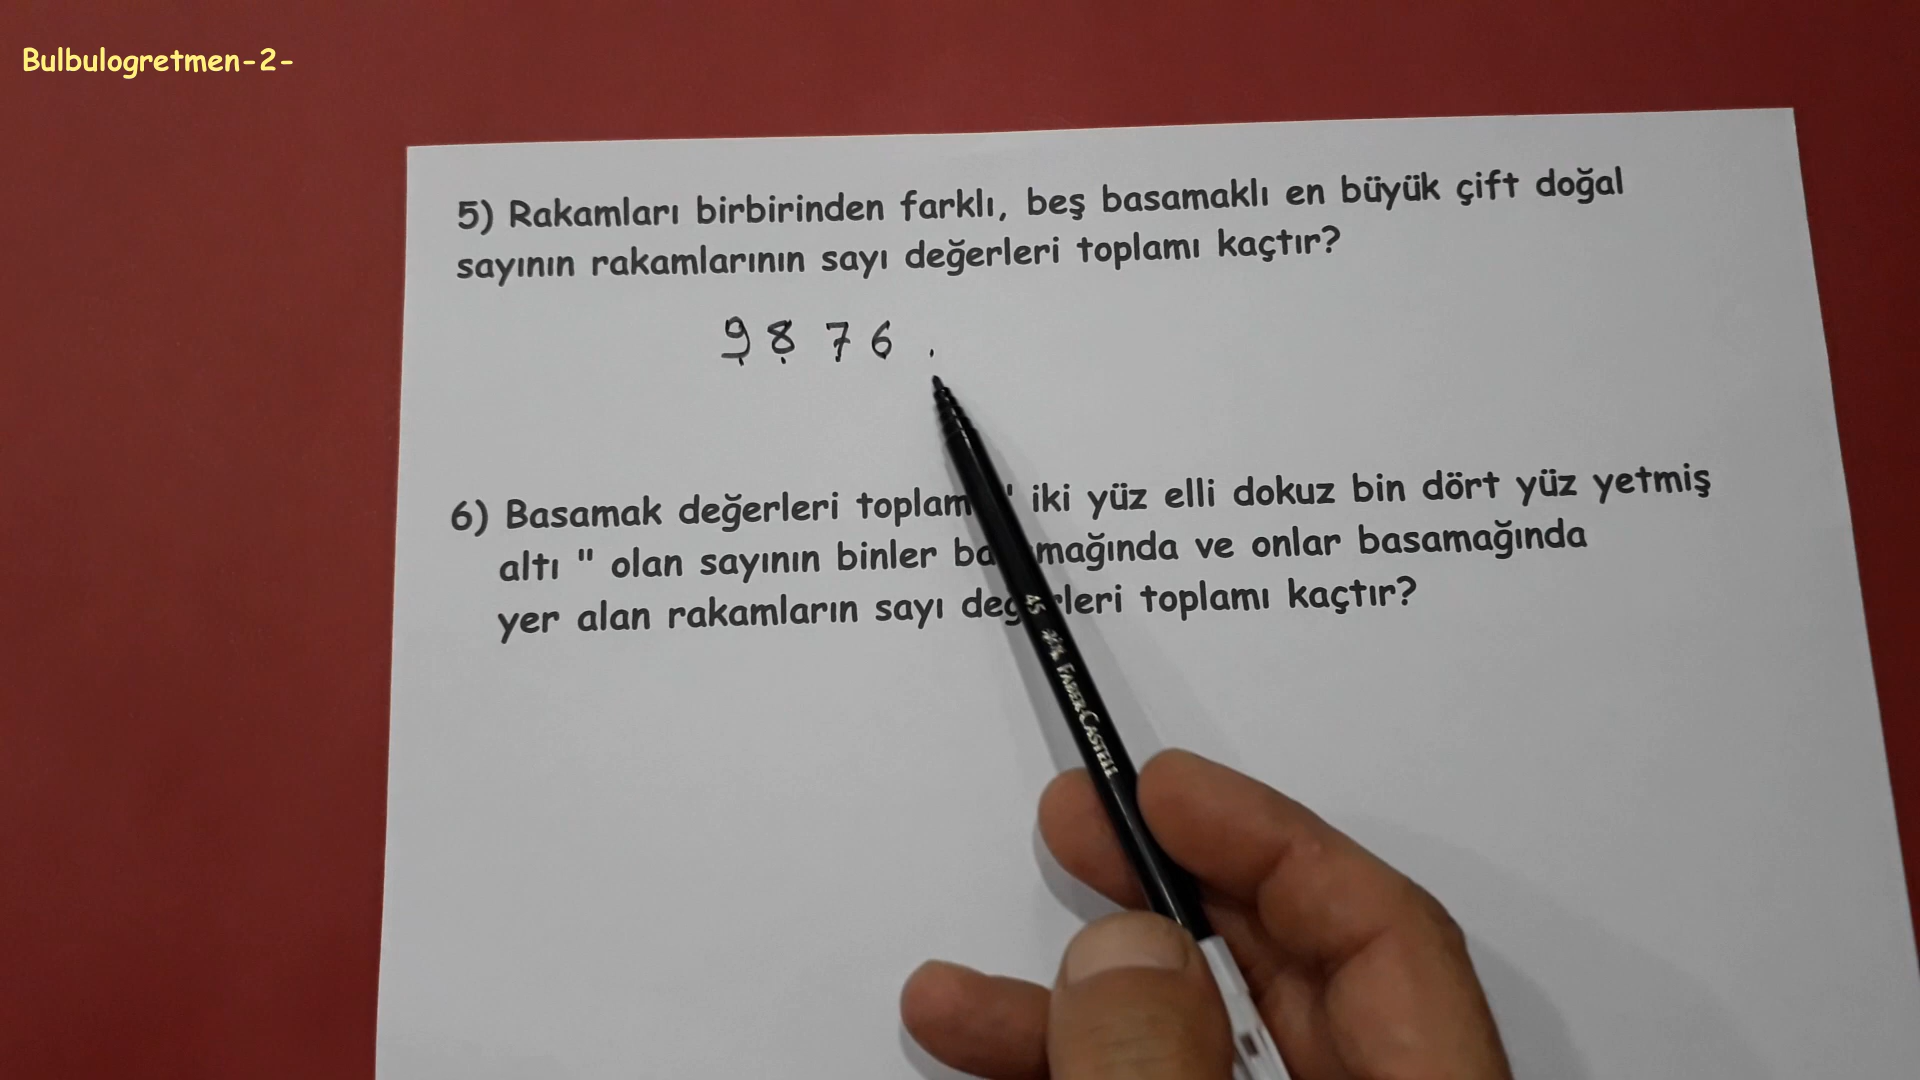 Bulbulogretmen-2-
5) Rakamları birbirinden farklı, beş basamaklı en büyük çift doğal
sayının rakamlarının sayı değerleri toplamı kaçtır?
9 8 7 6 .
6) Basamak değerleri toplam " iki yüz elli dokuz bin dört yüz yetmiş
altı " olan sayının binler ba mağında ve onlar basamağında
yer alan rakamların sayı değerleri toplamı kaçtır?
45 FABER-CASTELL